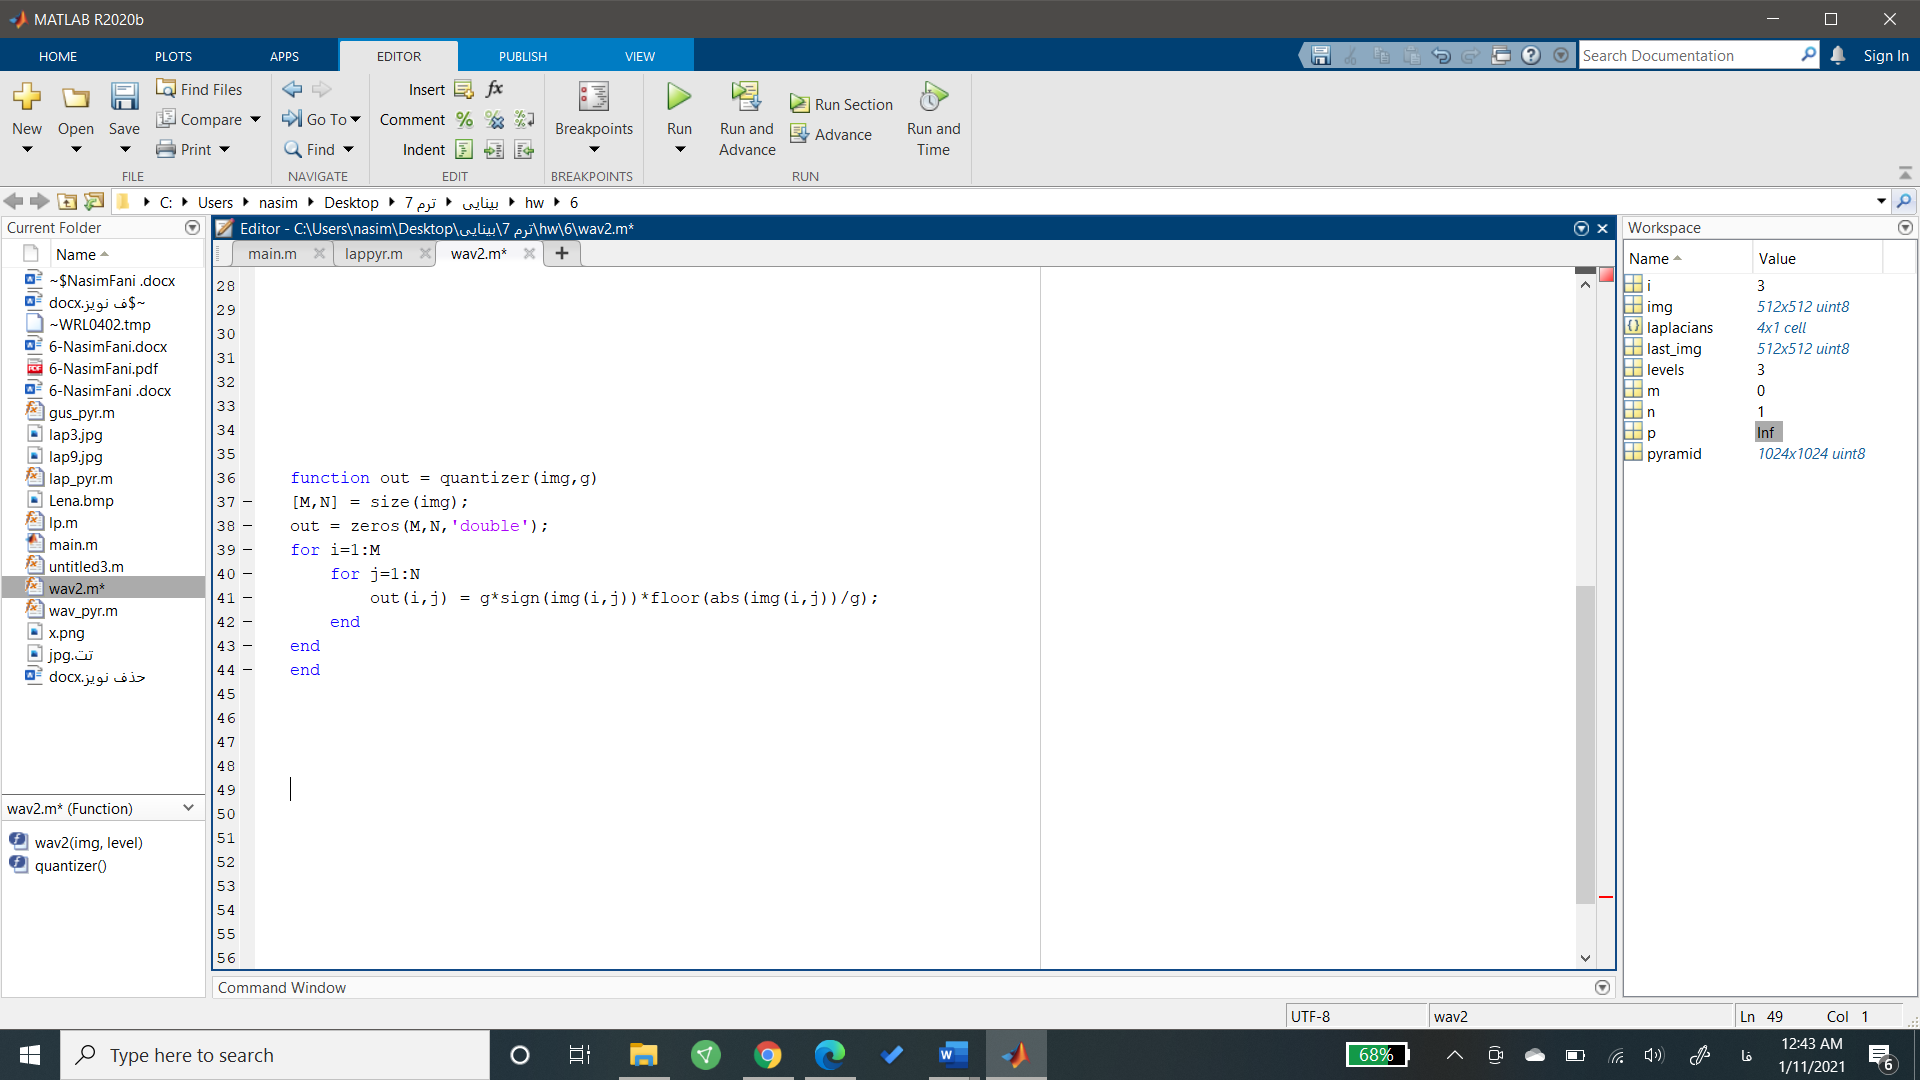 MATLAB R2020b
HOME PLOTS APPS EDITOR PUBLISH VIEW
Search Documentation
Sign In
New Open Save
Find Files
Compare
Print
FILE
Go To
Find
NAVIGATE
Insert
Comment
Indent
EDIT
Breakpoints
BREAKPOINTS
Run
Run and Advance
Run Section
Advance
Run and Time
RUN
C: Users nasim Desktop ترم 7 بینایی hw 6
Current Folder
Name
~$NasimFani .docx
~$ف نویز.docx
~WRL0402.tmp
6-NasimFani.docx
6-NasimFani.pdf
6-NasimFani .docx
gus_pyr.m
lap3.jpg
lap9.jpg
lap_pyr.m
Lena.bmp
lp.m
main.m
untitled3.m
wav2.m*
wav_pyr.m
x.png
تت.jpg
حذف نویز.docx
wav2.m* (Function)
wav2(img, level)
quantizer()
Editor - C:\Users\nasim\Desktop\ترم 7\بینایی\hw\6\wav2.m*
main.m lappyr.m wav2.m* +
28
29
30
31
32
33
34
35
36 function out = quantizer(img,g)
37 – [M,N] = size(img);
38 – out = zeros(M,N,'double');
39 – for i=1:M
40 – for j=1:N
41 – out(i,j) = g*sign(img(i,j))*floor(abs(img(i,j))/g);
42 – end
43 – end
44 – end
45
46
47
48
49
50
51
52
53
54
55
56
Command Window
Workspace
Name Value
i 3
img 512x512 uint8
laplacians 4x1 cell
last_img 512x512 uint8
levels 3
m 0
n 1
p Inf
pyramid 1024x1024 uint8
UTF-8 wav2 Ln 49 Col 1
Type here to search
68%
فا
12:43 AM
1/11/2021
6